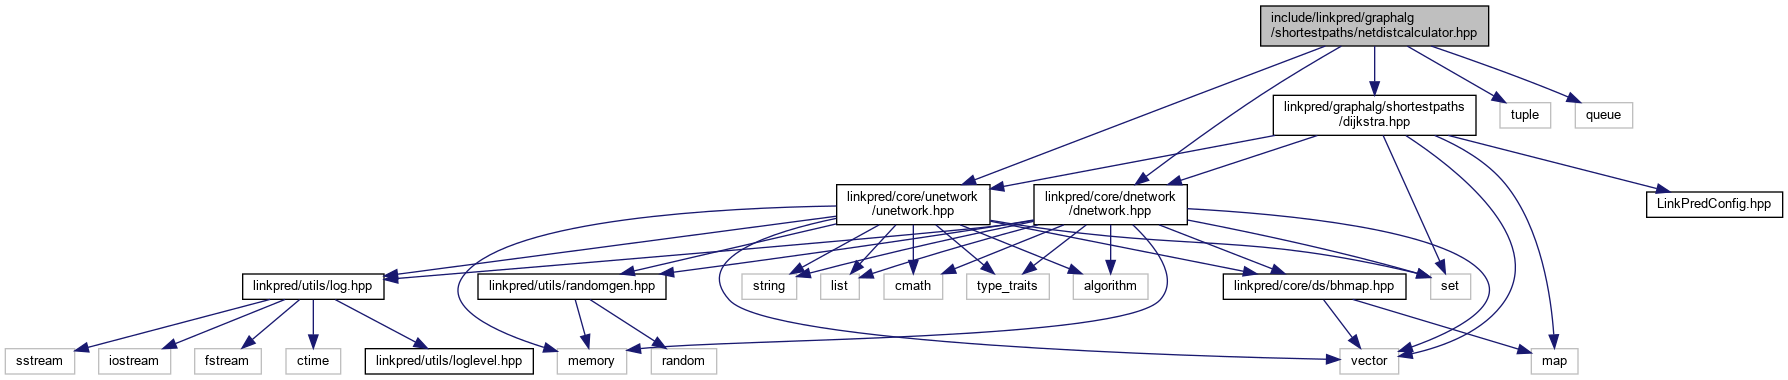 include/linkpred/graphalg
/shortestpaths/netdistcalculator.hpp
linkpred/graphalg/shortestpaths
/dijkstra.hpp
tuple
queue
linkpred/core/unetwork
/unetwork.hpp
linkpred/core/dnetwork
/dnetwork.hpp
LinkPredConfig.hpp
linkpred/utils/log.hpp
linkpred/utils/randomgen.hpp
string
list
cmath
type_traits
algorithm
linkpred/core/ds/bhmap.hpp
set
sstream
iostream
fstream
ctime
linkpred/utils/loglevel.hpp
memory
random
vector
map